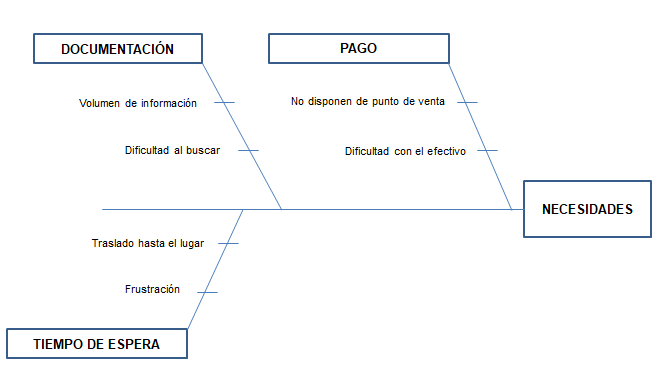 DOCUMENTACIÓN
PAGO
Volumen de información
No disponen de punto de venta
Dificultad al buscar
Dificultad con el efectivo
NECESIDADES
Traslado hasta el lugar
Frustración
TIEMPO DE ESPERA